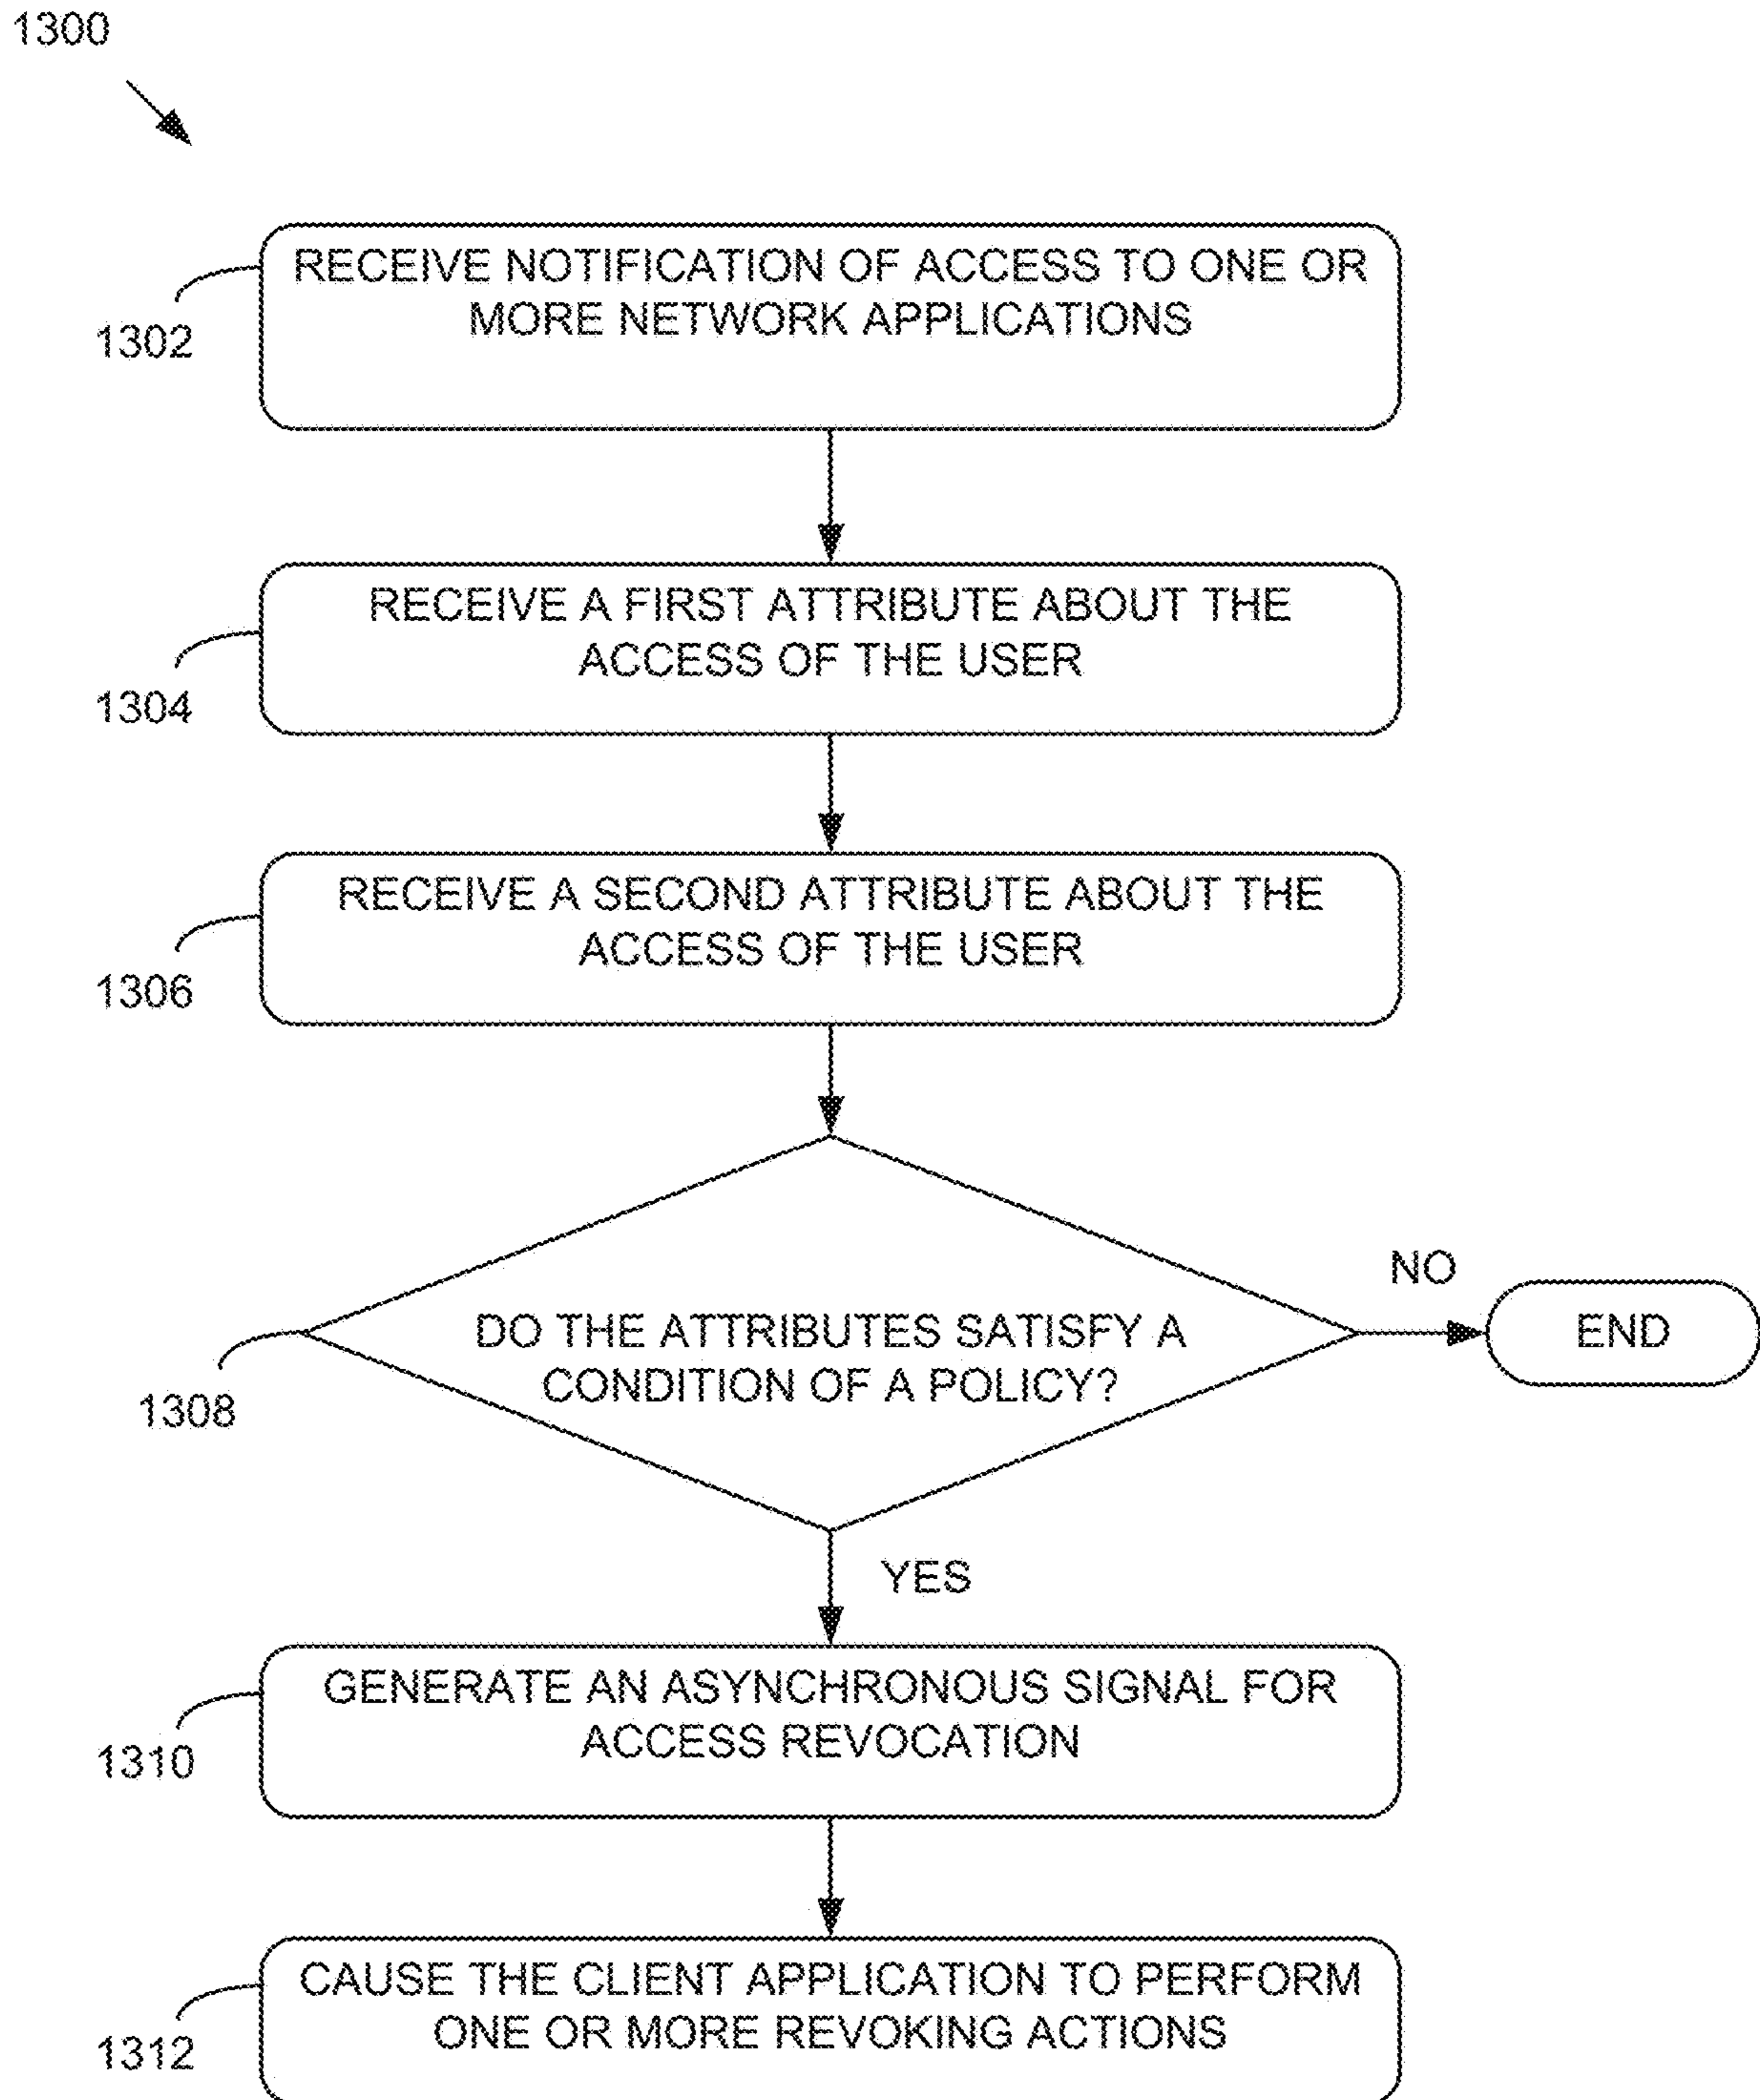 1300
RECEIVE NOTIFICATION OF ACCESS TO ONE OR
MORE NETWORK APPLICATIONS
1302
RECEIVE A FIRST ATTRIBUTE ABOUT THE
ACCESS OF THE USER
1304
RECEIVE A SECOND ATTRIBUTE ABOUT THE
ACCESS OF THE USER
1306
NO
DO THE ATTRIBUTES SATISFY A
CONDITION OF A POLICY?
END
1308
YES
GENERATE AN ASYNCHRONOUS SIGNAL FOR
ACCESS REVOCATION
1310
CAUSE THE CLIENT APPLICATION TO PERFORM
ONE OR MORE REVOKING ACTIONS
1312